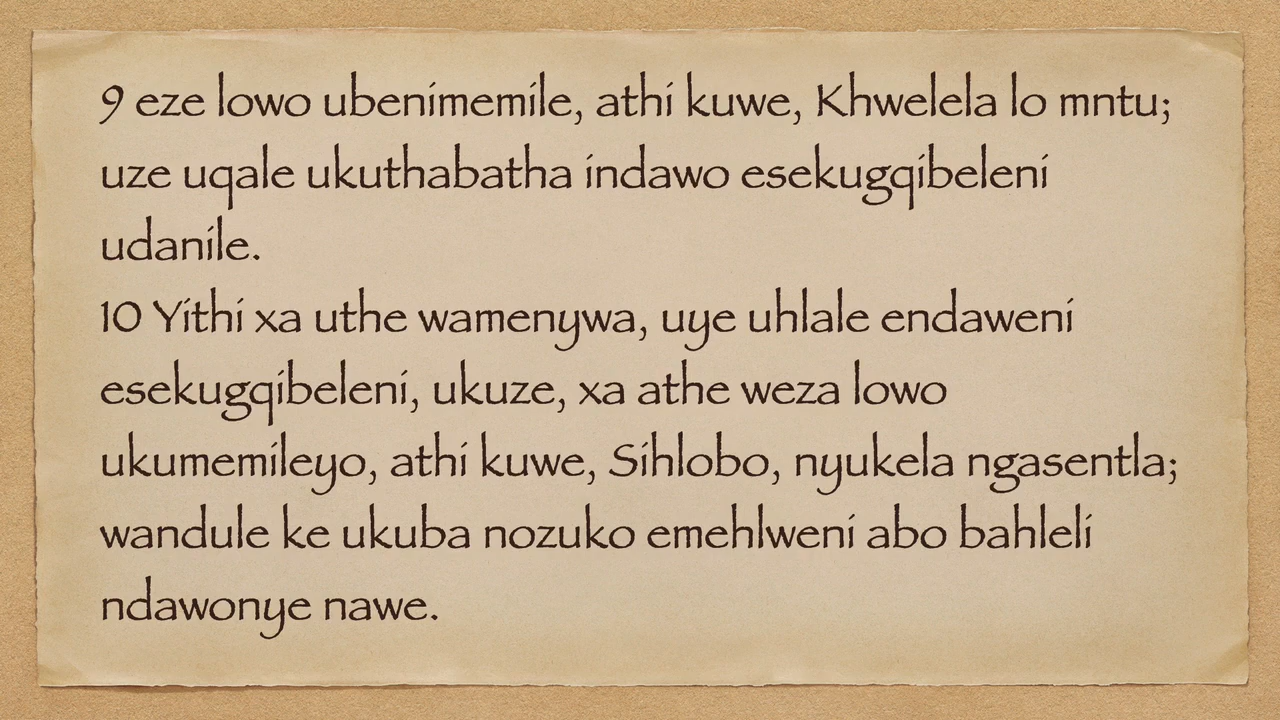 9 eze lowo ubenimemile, athi kuwe, Khwelela lo mntu;
uze uqale ukuthabatha indawo esekugqibeleni
udanile.
10 Yithi xa uthe wamenywa, uye uhlale endaweni
esekugqibeleni, ukuze, xa athe weza lowo
ukumemileyo, athi kuwe, Sihlobo, nyukela ngasentla;
wandule ke ukuba nozuko emehlweni abo bahleli
ndawonye nawe.